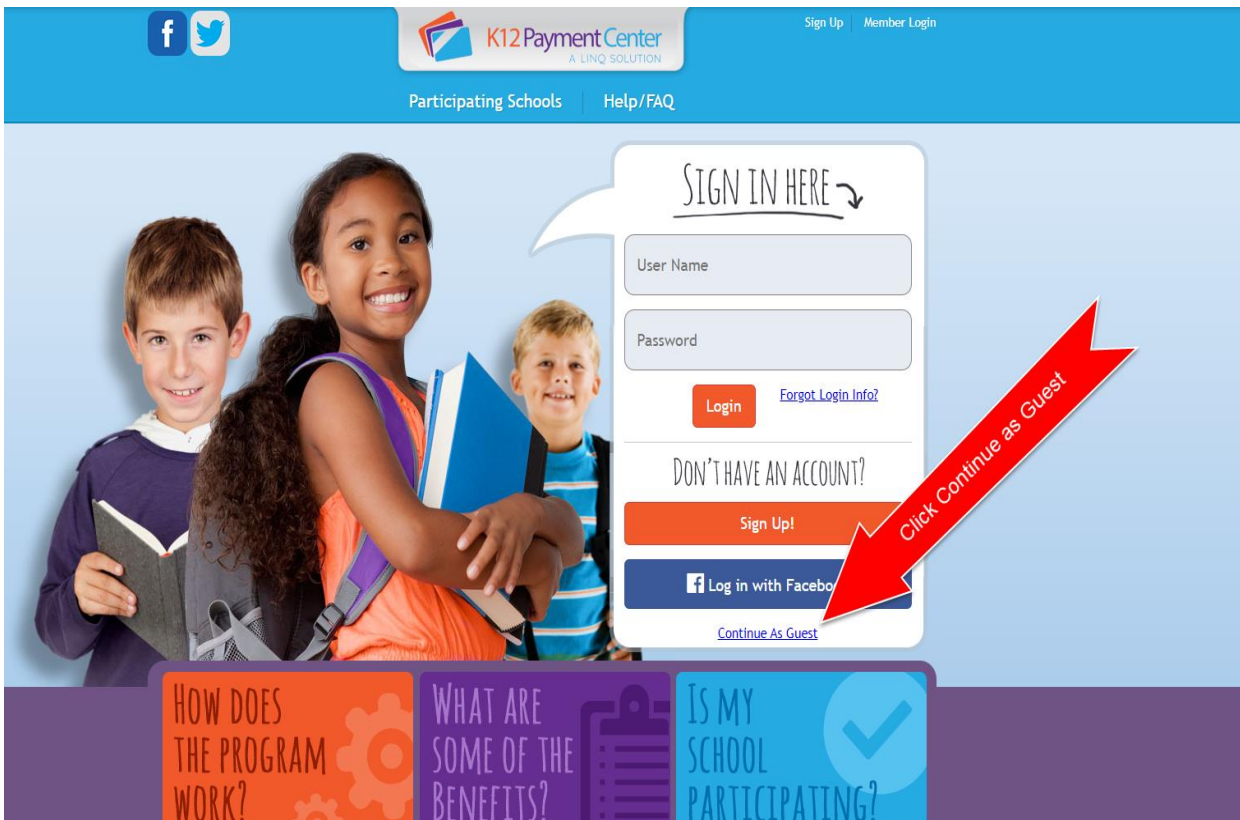 f
Sign Up
Member Login
K12 Payment Center
A LINQ SOLUTION
Participating Schools
Help/FAQ
SIGN IN HERE
User Name
Password
Login
Forgot Login Info?
DON'T HAVE AN ACCOUNT?
Sign Up!
f Log in with Facebo
Continue As Guest
Click Continue as Guest
HOW DOES
THE PROGRAM
WORK?
WHAT ARE
SOME OF THE
BENEFITS?
IS MY
SCHOOL
PARTICIPATING?